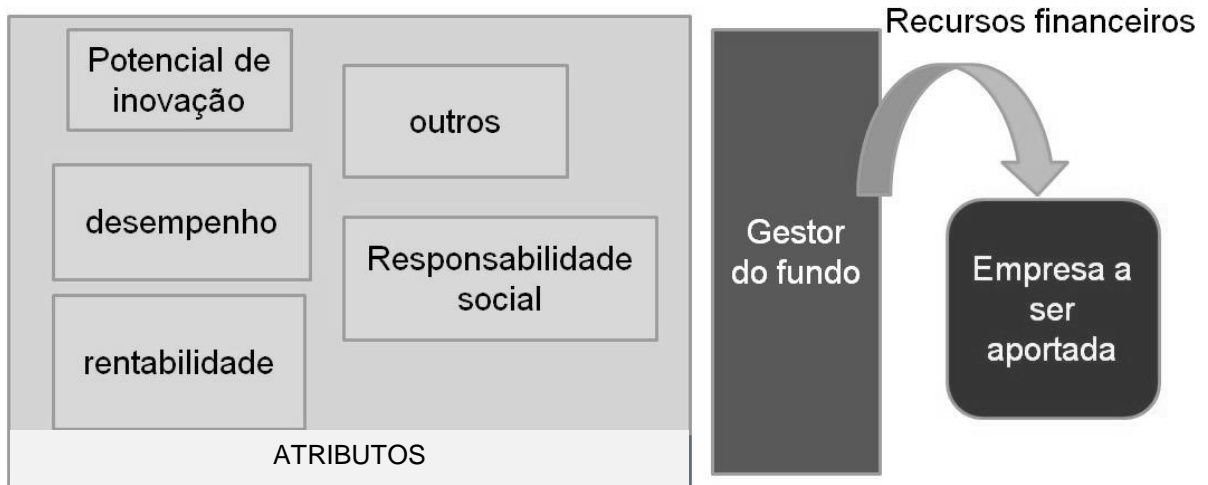 Potencial de
inovação
outros
desempenho
Responsabilidade
social
rentabilidade
ATRIBUTOS
Gestor
do fundo
Recursos financeiros
Empresa a
ser
aportada